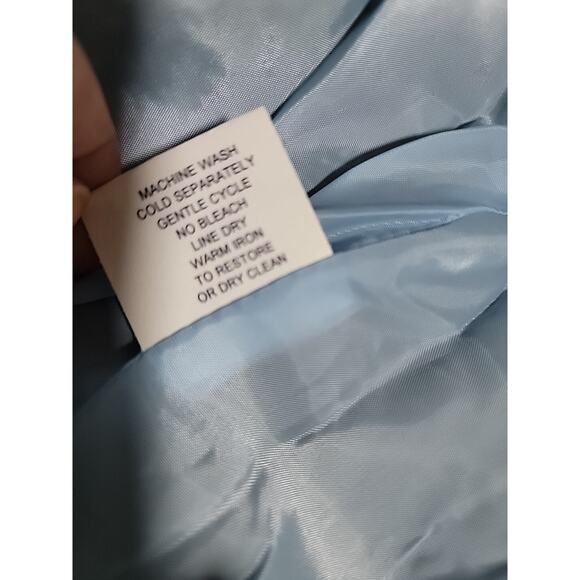 MACHINE WASH
COLD SEPARATELY
GENTLE CYCLE
NO BLEACH
LINE DRY
WARM IRON
TO RESTORE
OR DRY CLEAN